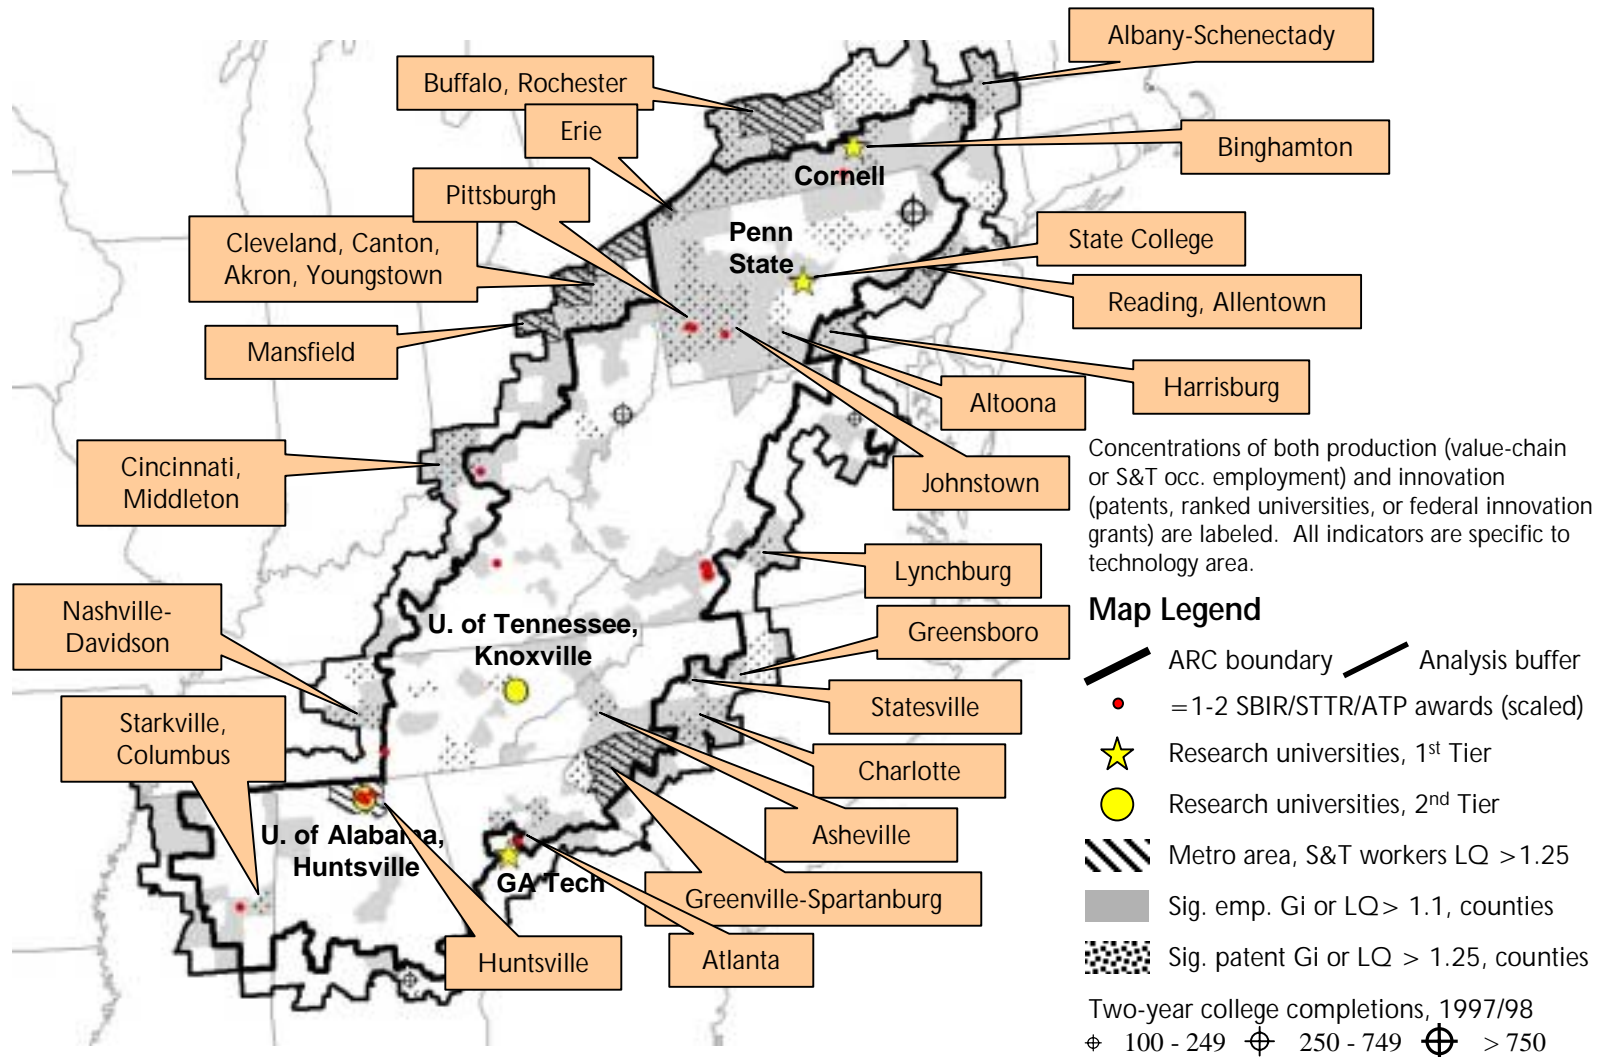 Albany-Schenectady
Buffalo, Rochester
Erie
Binghamton
Cornell
Pittsburgh
Penn
State
State College
Cleveland, Canton,
Akron, Youngstown
Reading, Allentown
Mansfield
Harrisburg
Altoona
Cincinnati,
Middleton
Johnstown
Concentrations of both production (value-chain
or S&T occ. employment) and innovation
(patents, ranked universities, or federal innovation
grants) are labeled.  All indicators are specific to
technology area.
Lynchburg
Nashville-
Davidson
U. of Tennessee,
Knoxville
Greensboro
Statesville
Starkville,
Columbus
Charlotte
Asheville
U. of Alabama,
Huntsville
GA Tech
Greenville-Spartanburg
Huntsville
Atlanta
Map Legend
ARC boundary
Analysis buffer
=1-2 SBIR/STTR/ATP awards (scaled)
Research universities, 1st Tier
Research universities, 2nd Tier
Metro area, S&T workers LQ >1.25
Sig. emp. Gi or LQ> 1.1, counties
Sig. patent Gi or LQ > 1.25, counties
Two-year college completions, 1997/98
100 - 249
250 - 749
> 750